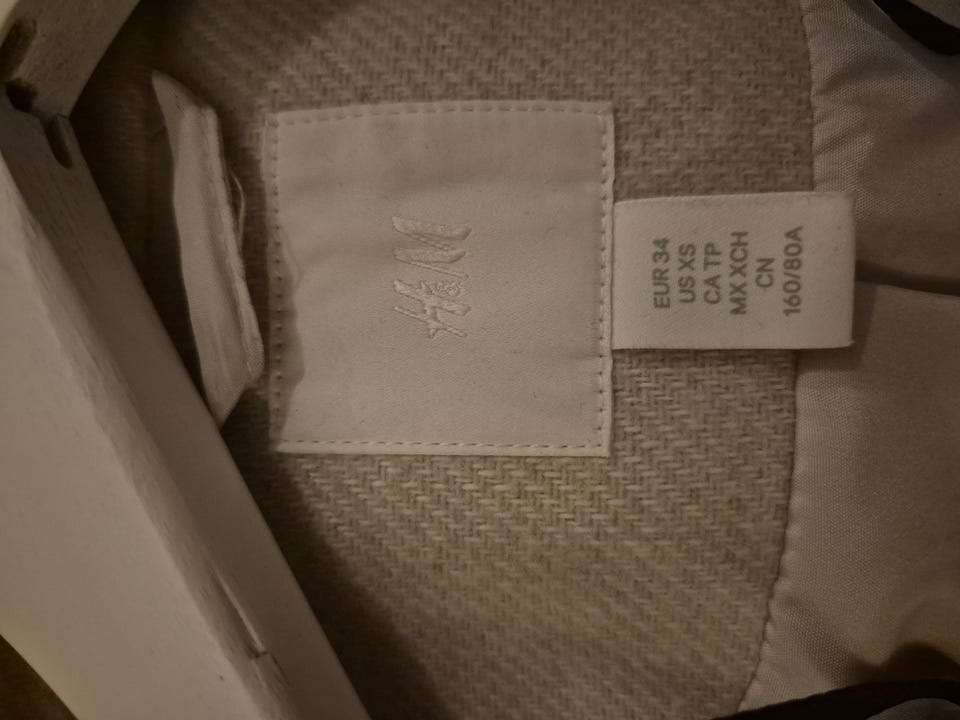 H&M
EUR 34
US XS
CA TP
MX XCH
CN
160/80A